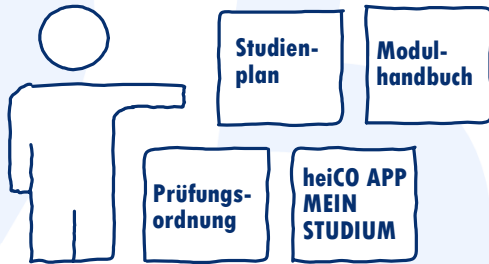 Studien-
plan
Modul-
handbuch
Prüfungs-
ordnung
heiCO APP
MEIN
STUDIUM